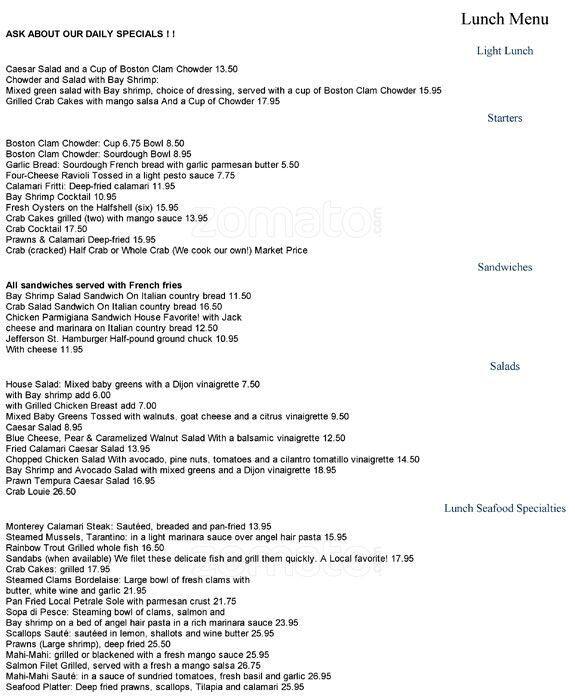 Lunch Menu
ASK ABOUT OUR DAILY SPECIALS ! !
Light Lunch
Caesar Salad and a Cup of Boston Clam Chowder 13.50
Chowder and Salad with Bay Shrimp:
Mixed green salad with Bay shrimp, choice of dressing, served with a cup of Boston Clam Chowder 15.95
Grilled Crab Cakes with mango salsa And a Cup of Chowder 17.95
Starters
Boston Clam Chowder: Cup 6.75 Bowl 8.50
Boston Clam Chowder: Sourdough Bowl 8.95
Garlic Bread: Sourdough French bread with garlic parmesan butter 5.50
Four-Cheese Ravioli Tossed in a light pesto sauce 7.75
Calamari Fritti: Deep-fried calamari 11.95
Bay Shrimp Cocktail 10.95
Fresh Oysters on the Halfshell (six) 15.95
Crab Cakes grilled (two) with mango sauce 13.95
Crab Cocktail 17.50
Prawns & Calamari Deep-fried 15.95
Crab (cracked) Half Crab or Whole Crab (We cook our own!) Market Price
zomato.com
Sandwiches
All sandwiches served with French fries
Bay Shrimp Salad Sandwich On Italian country bread 11.50
Crab Salad Sandwich On Italian country bread 16.50
Chicken Parmigiana Sandwich House Favorite! with Jack
cheese and marinara on Italian country bread 12.50
Jefferson St. Hamburger Half-pound ground chuck 10.95
With cheese 11.95
Salads
House Salad: Mixed baby greens with a Dijon vinaigrette 7.50
with Bay shrimp add 6.00
with Grilled Chicken Breast add 7.00
Mixed Baby Greens Tossed with walnuts, goat cheese and a citrus vinaigrette 9.50
Caesar Salad 8.95
Blue Cheese, Pear & Caramelized Walnut Salad With a balsamic vinaigrette 12.50
Fried Calamari Caesar Salad 13.95
Chopped Chicken Salad With avocado, pine nuts, tomatoes and a cilantro tomatillo vinaigrette 14.50
Bay Shrimp and Avocado Salad with mixed greens and a Dijon vinaigrette 18.95
Prawn Tempura Caesar Salad 16.95
Crab Louie 26.50
Lunch Seafood Specialties
Monterey Calamari Steak: Sautéed, breaded and pan-fried 13.95
Steamed Mussels, Tarantino: in a light marinara sauce over angel hair pasta 15.95
Rainbow Trout Grilled whole fish 16.50
Sandabs (when available) We filet these delicate fish and grill them quickly. A Local favorite! 17.95
Crab Cakes: grilled 17.95
Steamed Clams Bordelaise: Large bowl of fresh clams with
butter, white wine and garlic 21.95
Pan Fried Local Petrale Sole with parmesan crust 21.75
Sopa di Pesce: Steaming bowl of clams, salmon and
Bay shrimp on a bed of angel hair pasta in a rich marinara sauce 23.95
Scallops Sauté: sautéed in lemon, shallots and wine butter 25.95
Prawns (Large shrimp), deep fried 25.50
Mahi-Mahi: grilled or blackened with a fresh mango sauce 25.95
Salmon Filet Grilled, served with a fresh a mango salsa 26.75
Mahi-Mahi Sauté: in a sauce of sundried tomatoes, fresh basil and garlic 26.95
Seafood Platter: Deep fried prawns, scallops, Tilapia and calamari 25.95